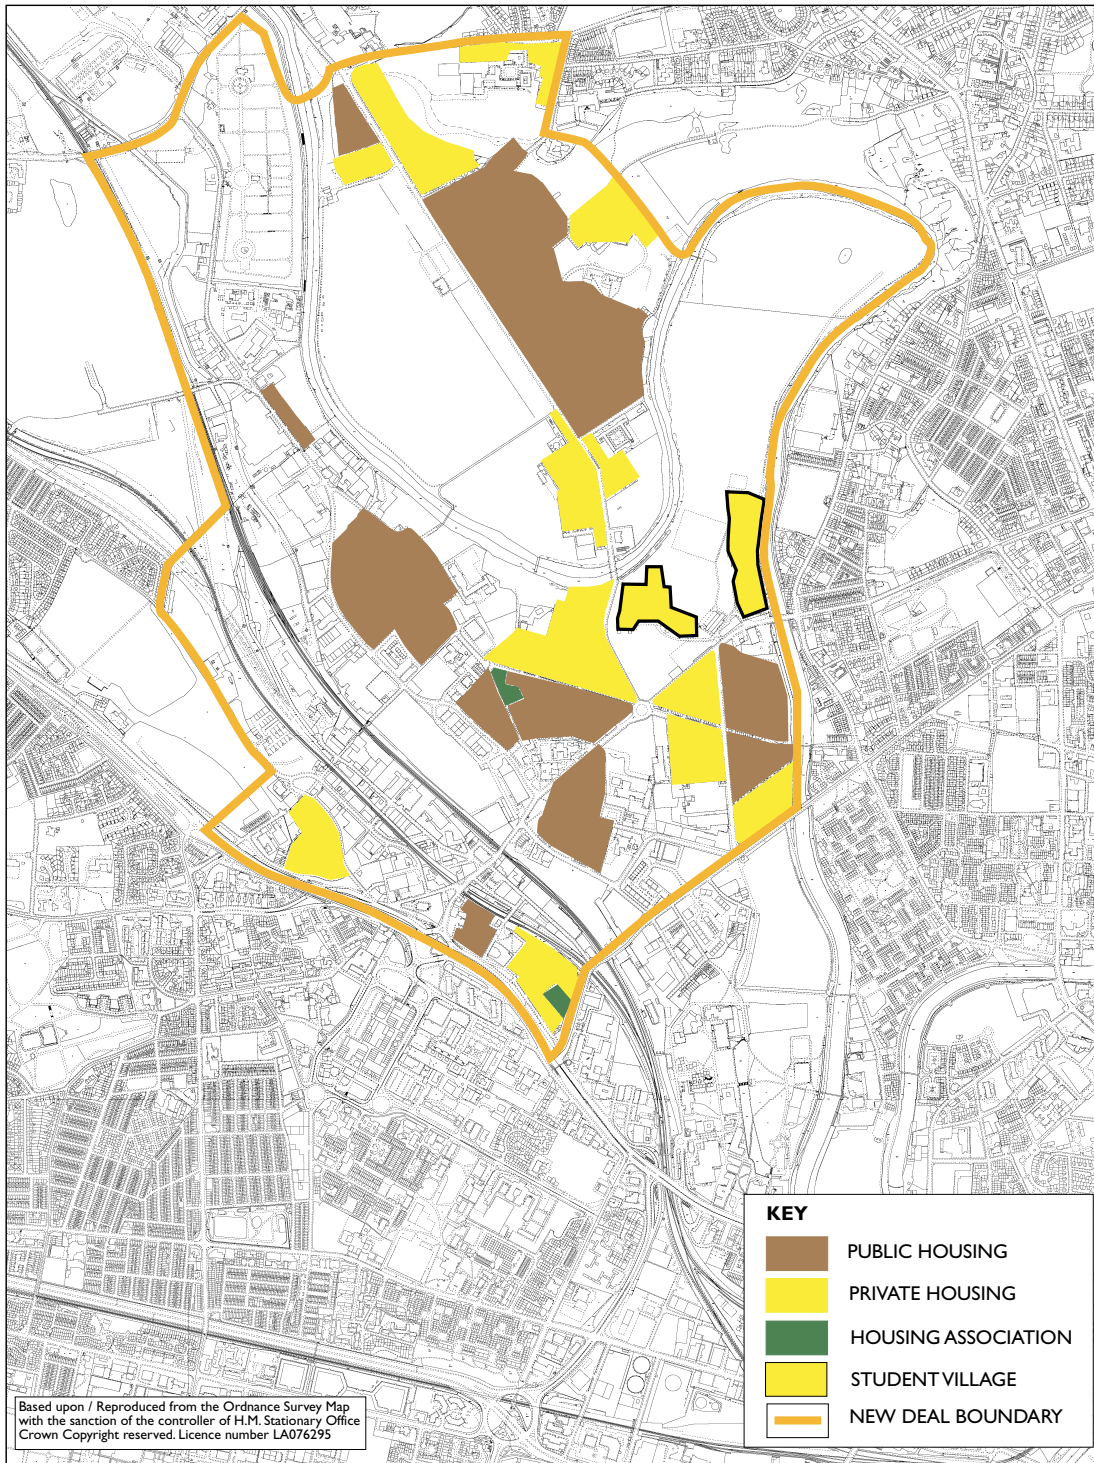 KEY
PUBLIC HOUSING
PRIVATE HOUSING
HOUSING ASSOCIATION
STUDENT VILLAGE
NEW DEAL BOUNDARY
Based upon / Reproduced from the Ordnance Survey Map
with the sanction of the controller of H.M. Stationary Office
Crown Copyright reserved. Licence number LA076295